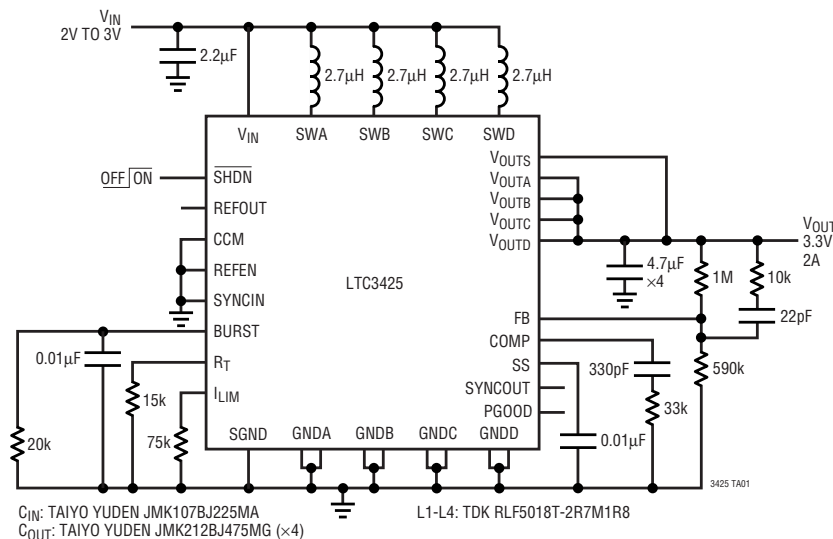 VIN
2V TO 3V
2.2µF
2.7µH 2.7µH 2.7µH 2.7µH
VIN SWA SWB SWC SWD
OFF ON
SHDN
REFOUT
CCM
REFEN
SYNCIN
BURST
RT
ILIM
LTC3425
VOUTS
VOUTA
VOUTB
VOUTC
VOUTD
FB
COMP
SS
SYNCOUT
PGOOD
SGND GNDA GNDB GNDC GNDD
VOUT
3.3V
2A
4.7µF
×4
1M
10k
22pF
590k
330pF
33k
0.01µF
0.01µF
15k
75k
20k
3425 TA01
CIN: TAIYO YUDEN JMK107BJ225MA
COUT: TAIYO YUDEN JMK212BJ475MG (×4)
L1-L4: TDK RLF5018T-2R7M1R8